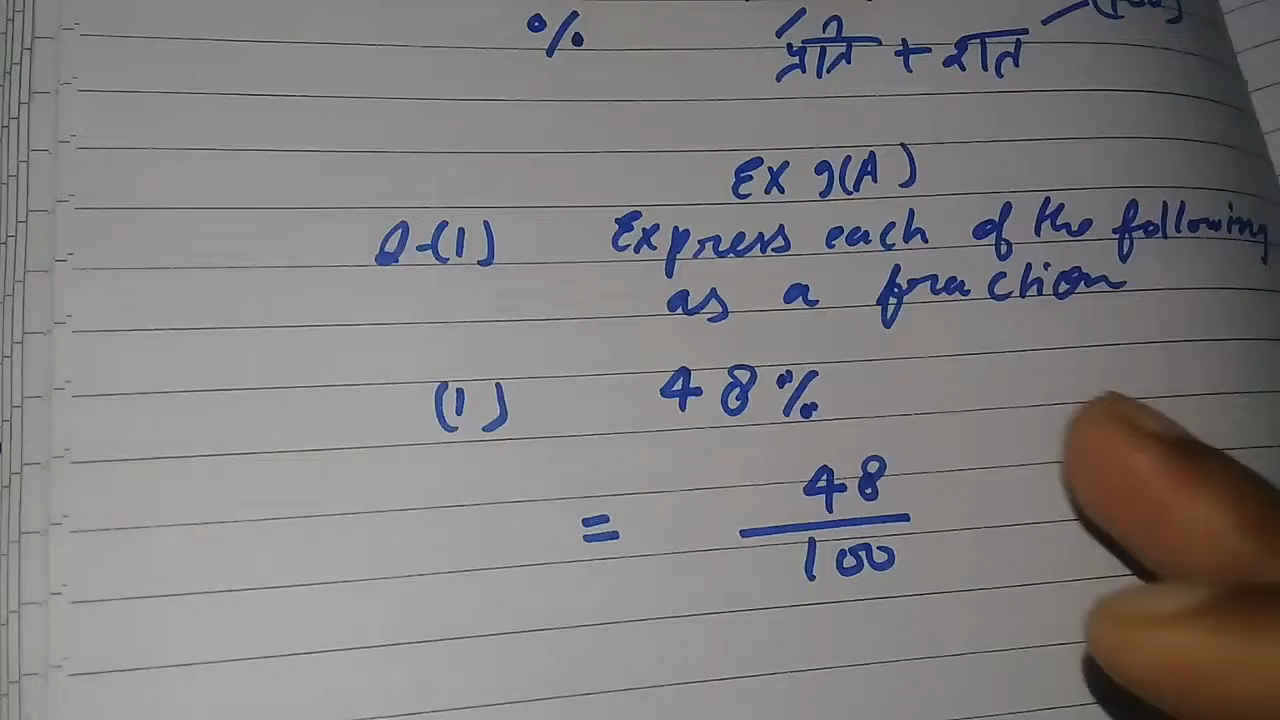 % प्रति + शत
Ex 9(A)
Q-(1) Express each of the following
as a fraction
(1) 48%
= 48
100